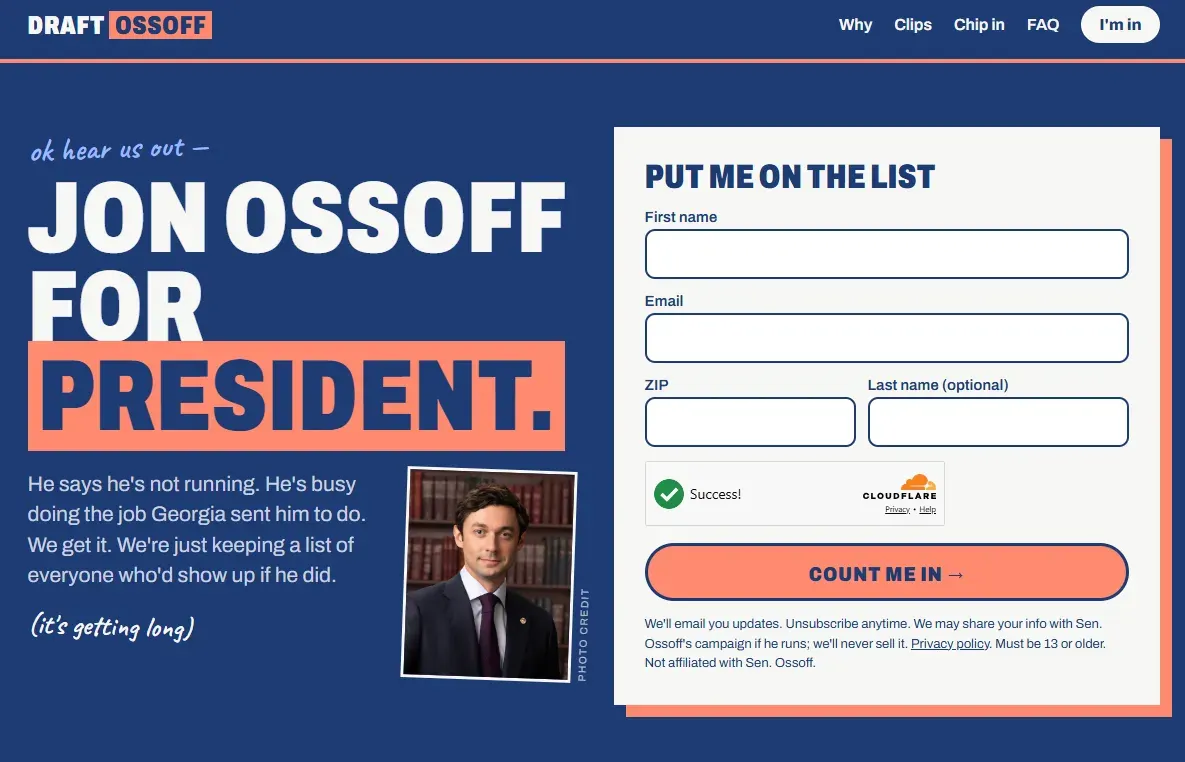 DRAFT OSSOFF
Why Clips Chip in FAQ I'm in
ok hear us out —
JON OSSOFF
FOR
PRESIDENT.
He says he's not running. He's busy
doing the job Georgia sent him to do.
We get it. We're just keeping a list of
everyone who'd show up if he did.
(it's getting long)
PHOTO CREDIT
PUT ME ON THE LIST
First name
Email
ZIP Last name (optional)
Success!
CLOUDFLARE
Privacy • Help
COUNT ME IN →
We'll email you updates. Unsubscribe anytime. We may share your info with Sen.
Ossoff's campaign if he runs; we'll never sell it. Privacy policy. Must be 13 or older.
Not affiliated with Sen. Ossoff.